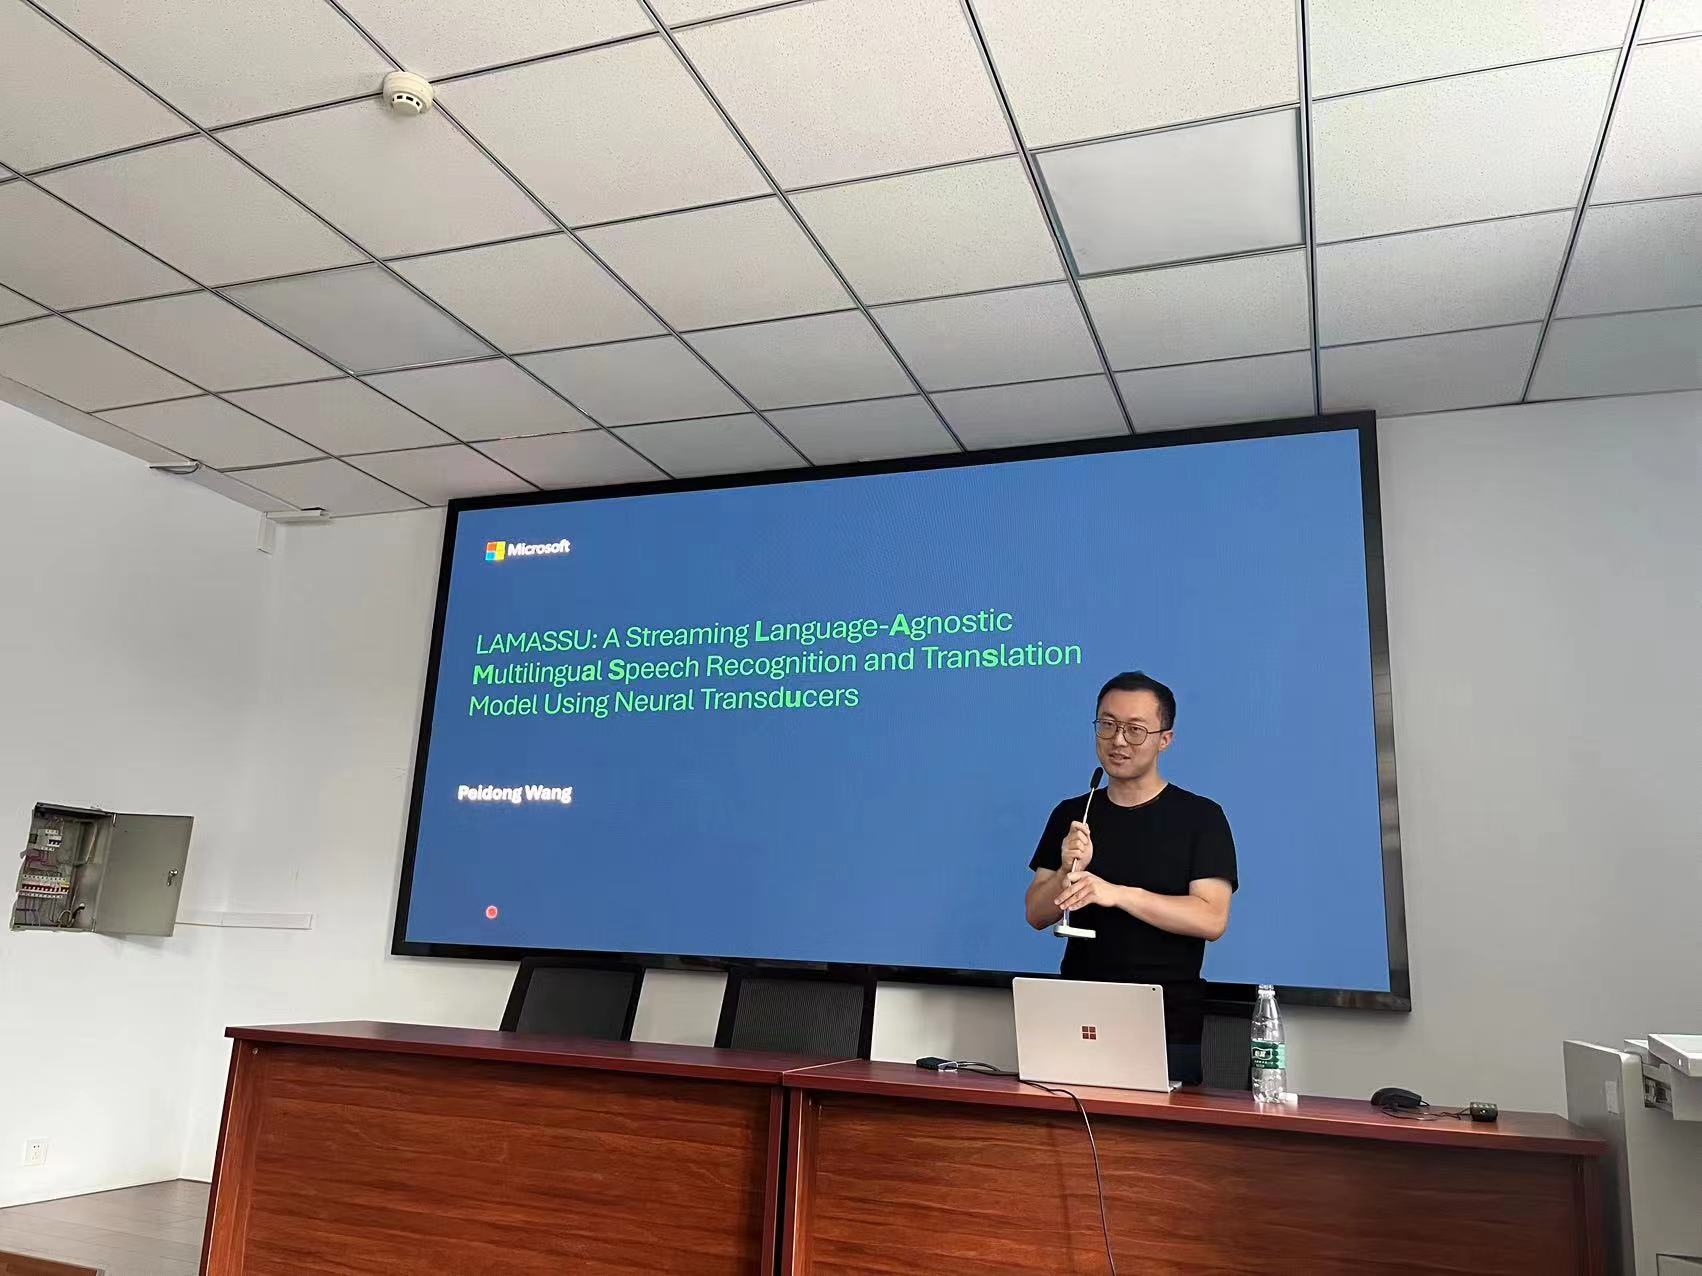 Microsoft
LAMASSU: A Streaming Language-Agnostic
Multilingual Speech Recognition and Translation
Model Using Neural Transducers
Peidong Wang